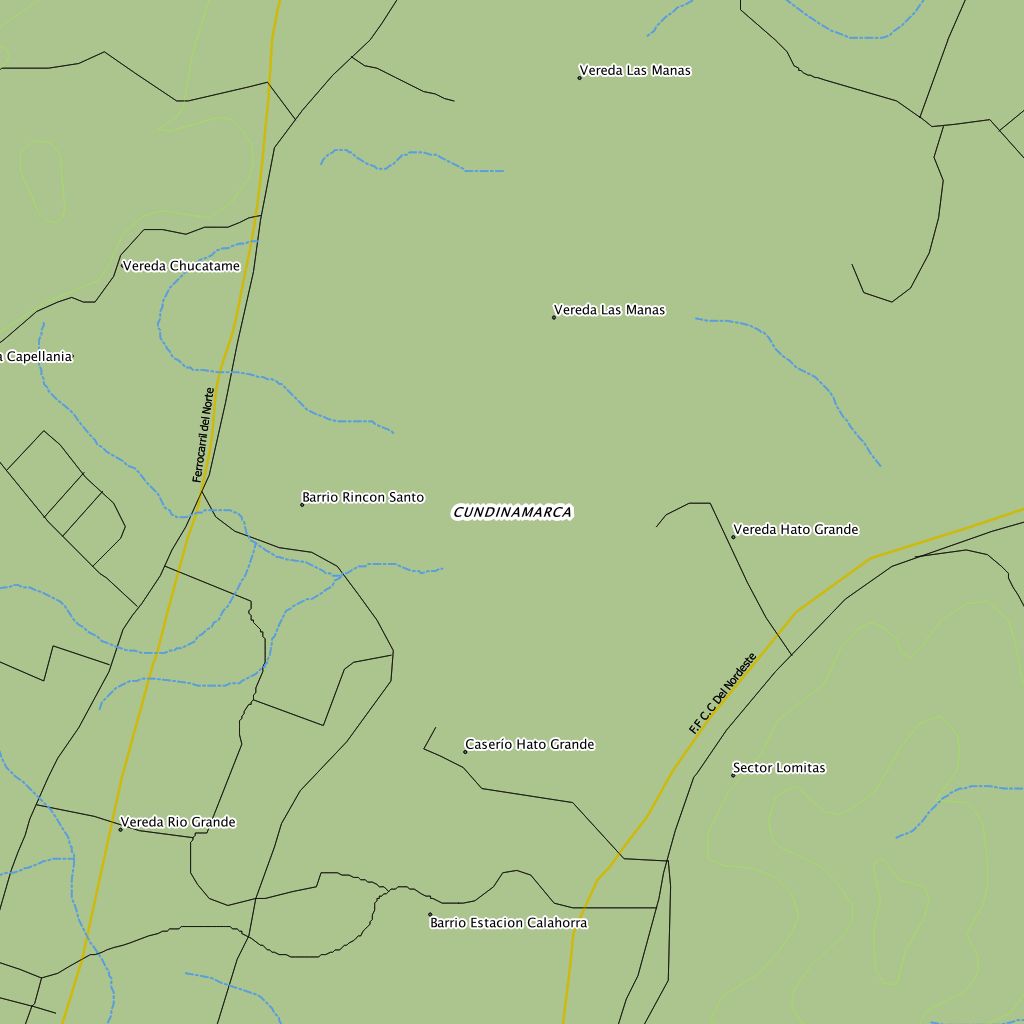 Vereda Las Manas
Vereda Chucatame
Vereda Las Manas
a Capellania
Ferrocarril del Norte
Barrio Rincon Santo
CUNDINAMARCA
Vereda Hato Grande
F.F C.C Del Nordeste
Caserío Hato Grande
Sector Lomitas
Vereda Rio Grande
Barrio Estacion Calahorra